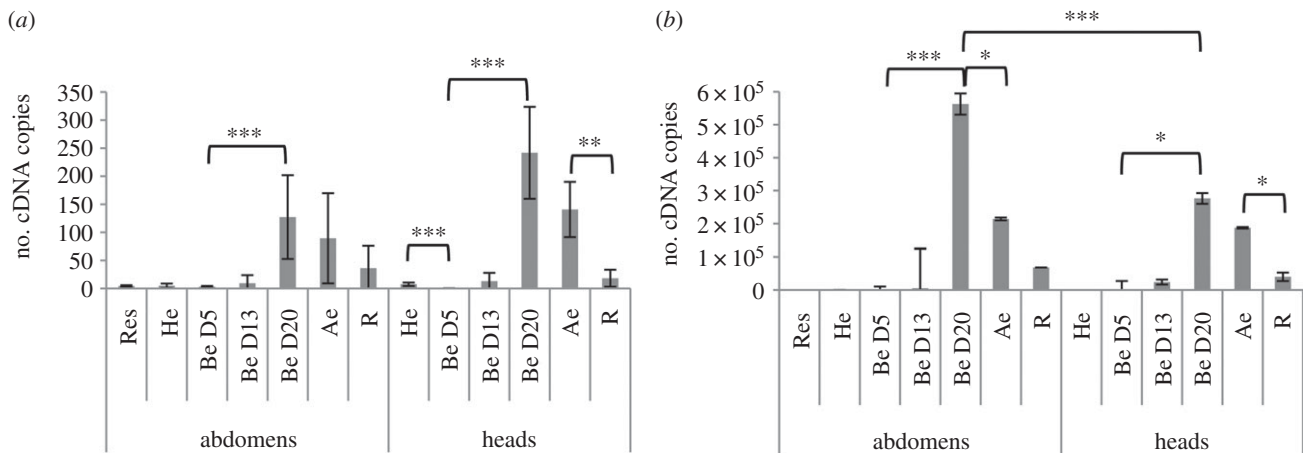 (a)
no. cDNA copies
350
300
250
200
150
100
50
0
***
***
***
**
Res
He
Be D5
Be D13
Be D20
Ae
R
He
Be D5
Be D13
Be D20
Ae
R
abdomens
heads
(b)
no. cDNA copies
6 × 10⁵
5 × 10⁵
4 × 10⁵
3 × 10⁵
2 × 10⁵
1 × 10⁵
0
***
***
*
*
*
Res
He
Be D5
Be D13
Be D20
Ae
R
He
Be D5
Be D13
Be D20
Ae
R
abdomens
heads